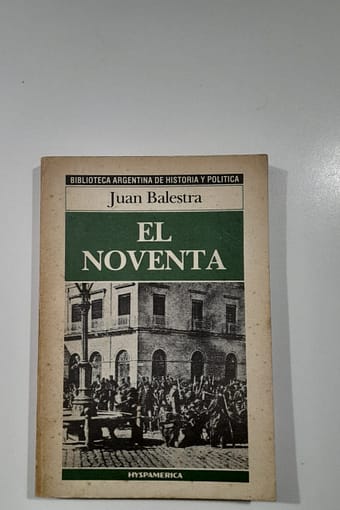 BIBLIOTECA ARGENTINA DE HISTORIA Y POLITICA
Juan Balestra
EL
NOVENTA
HYSPAMERICA